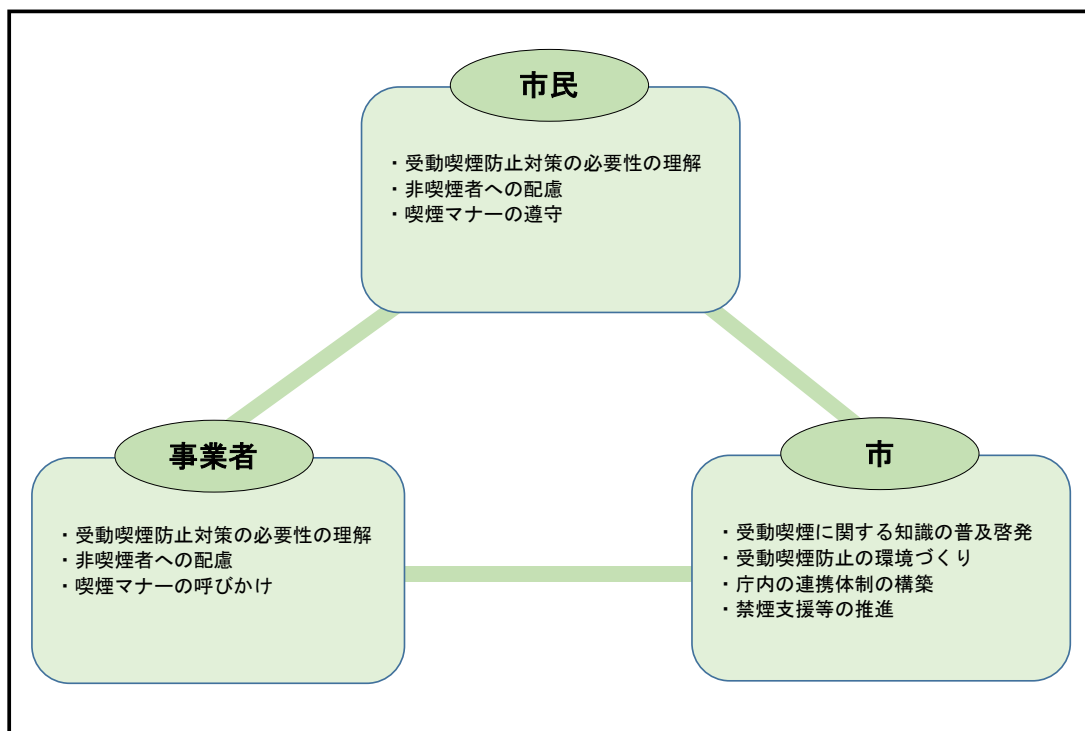 市民
・受動喫煙防止対策の必要性の理解
・非喫煙者への配慮
・喫煙マナーの遵守
事業者
・受動喫煙防止対策の必要性の理解
・非喫煙者への配慮
・喫煙マナーの呼びかけ
市
・受動喫煙に関する知識の普及啓発
・受動喫煙防止の環境づくり
・庁内の連携体制の構築
・禁煙支援等の推進